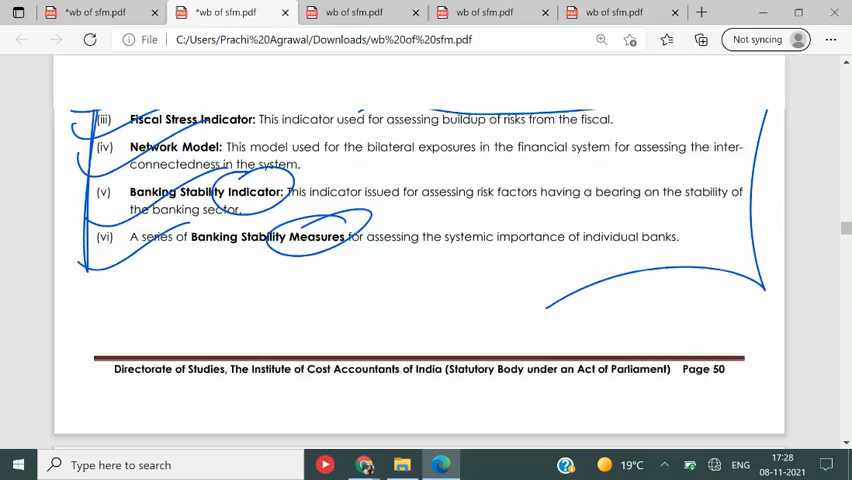 *wb of sfm.pdf
*wb of sfm.pdf
wb of sfm.pdf
wb of sfm.pdf
wb of sfm.pdf
File C:/Users/Prachi%20Agrawal/Downloads/wb%20of%20sfm.pdf Not syncing
(iii) Fiscal Stress Indicator: This indicator used for assessing buildup of risks from the fiscal.
(iv) Network Model: This model used for the bilateral exposures in the financial system for assessing the inter-
connectedness in the system.
(v) Banking Stability Indicator: This indicator issued for assessing risk factors having a bearing on the stability of
the banking sector.
(vi) A series of Banking Stability Measures for assessing the systemic importance of individual banks.
Directorate of Studies, The Institute of Cost Accountants of India (Statutory Body under an Act of Parliament) Page 50
Type here to search
19°C
ENG
17:28
08-11-2021